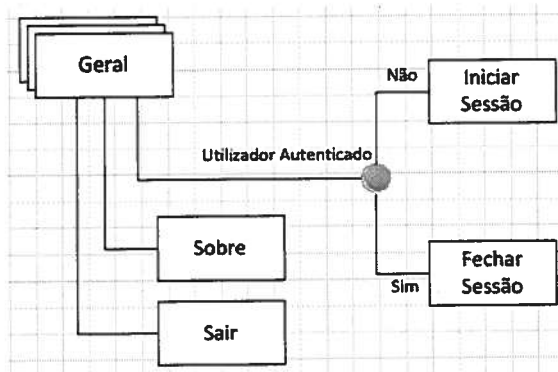 Geral
Não
Iniciar
Sessão
Utilizador Autenticado
Sobre
Fechar
Sessão
Sim
Sair